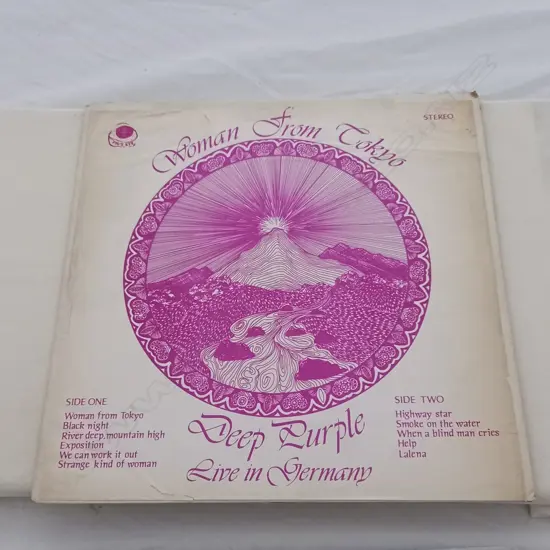 STEREO
Woman From Tokyo
SIDE ONE
Woman from Tokyo
Black night
River deep, mountain high
Exposition
We can work it out
Strange kind of woman
SIDE TWO
Highway star
Smoke on the water
When a blind man cries
Help
Lalena
Deep Purple
Live in Germany